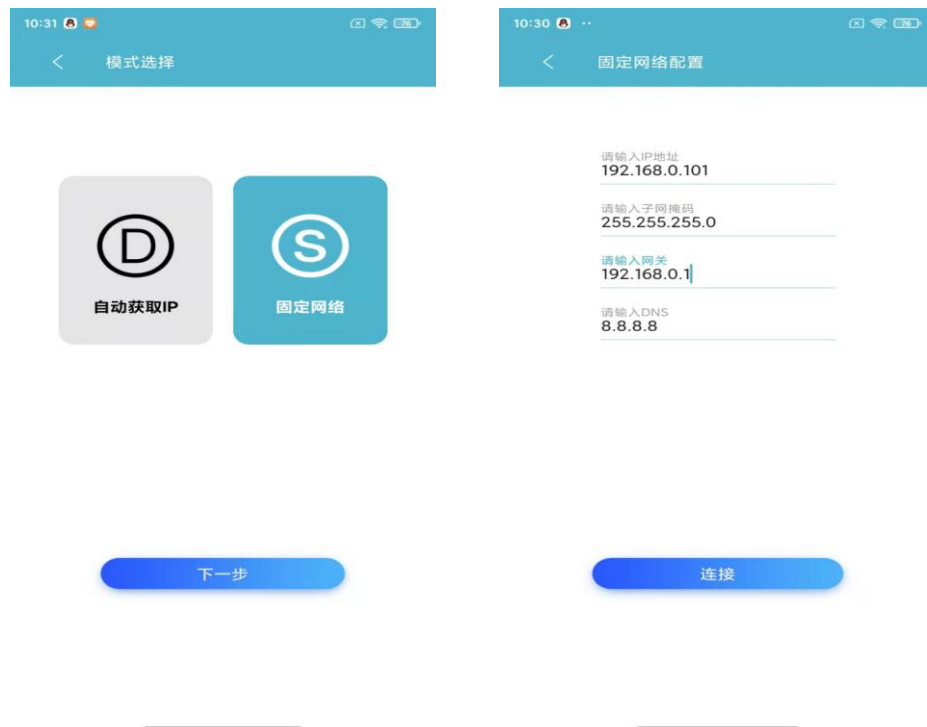 10:31
76
模式选择
D
自动获取IP
S
固定网络
下一步
10:30
76
固定网络配置
请输入IP地址
192.168.0.101
请输入子网掩码
255.255.255.0
请输入网关
192.168.0.1
请输入DNS
8.8.8.8
连接